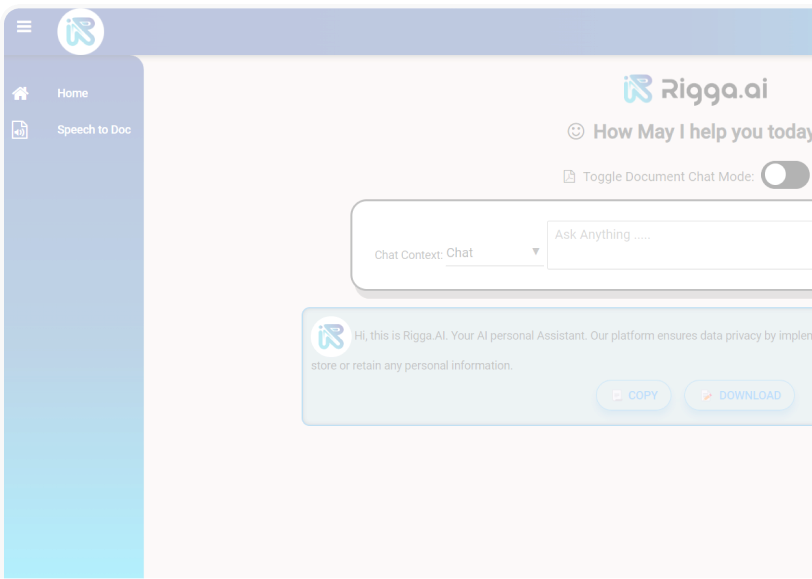 Rigga.ai
Home
How May I help you today
Speech to Doc
Toggle Document Chat Mode:
Ask Anything .....
Chat Context: Chat
Hi, this is Rigga.AI. Your AI personal Assistant. Our platform ensures data privacy by implen
store or retain any personal information.
COPY DOWNLOAD